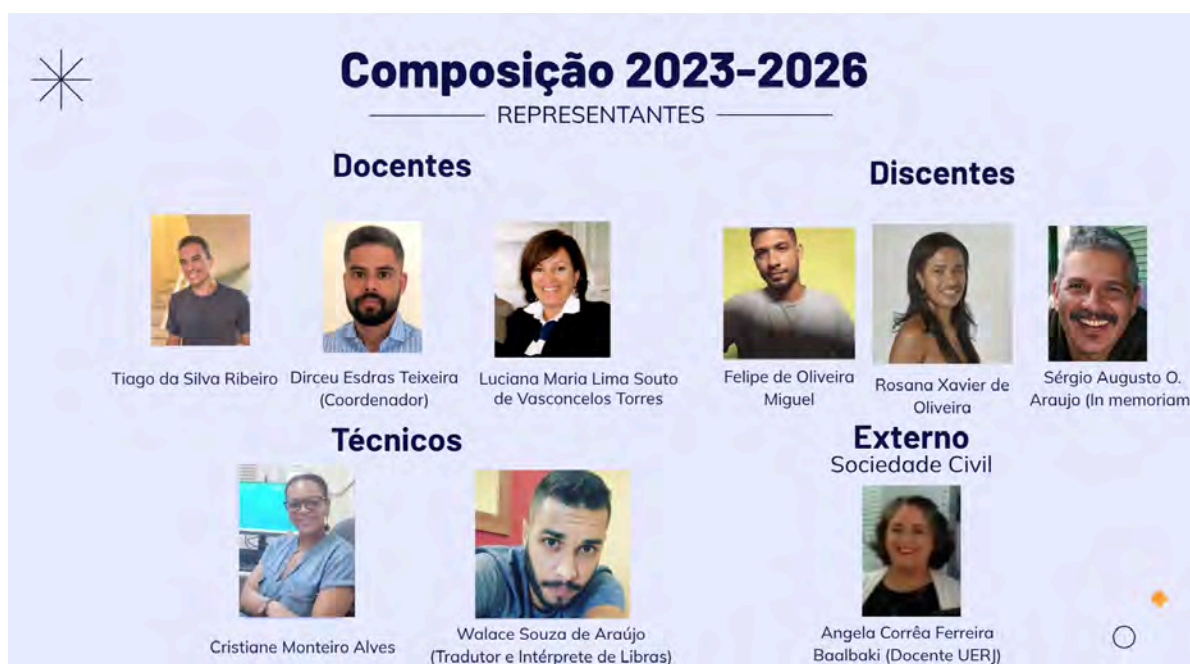 Composição 2023-2026
REPRESENTANTES
Docentes
Tiago da Silva Ribeiro
Dirceu Esdras Teixeira
(Coordenador)
Luciana Maria Lima Souto
de Vasconcelos Torres
Discentes
Felipe de Oliveira
Miguel
Rosana Xavier de
Oliveira
Sérgio Augusto O.
Araujo (In memoriam
Técnicos
Cristiane Monteiro Alves
Walace Souza de Araújo
(Tradutor e Intérprete de Libras)
Externo
Sociedade Civil
Angela Corrêa Ferreira
Baalbaki (Docente UERJ)